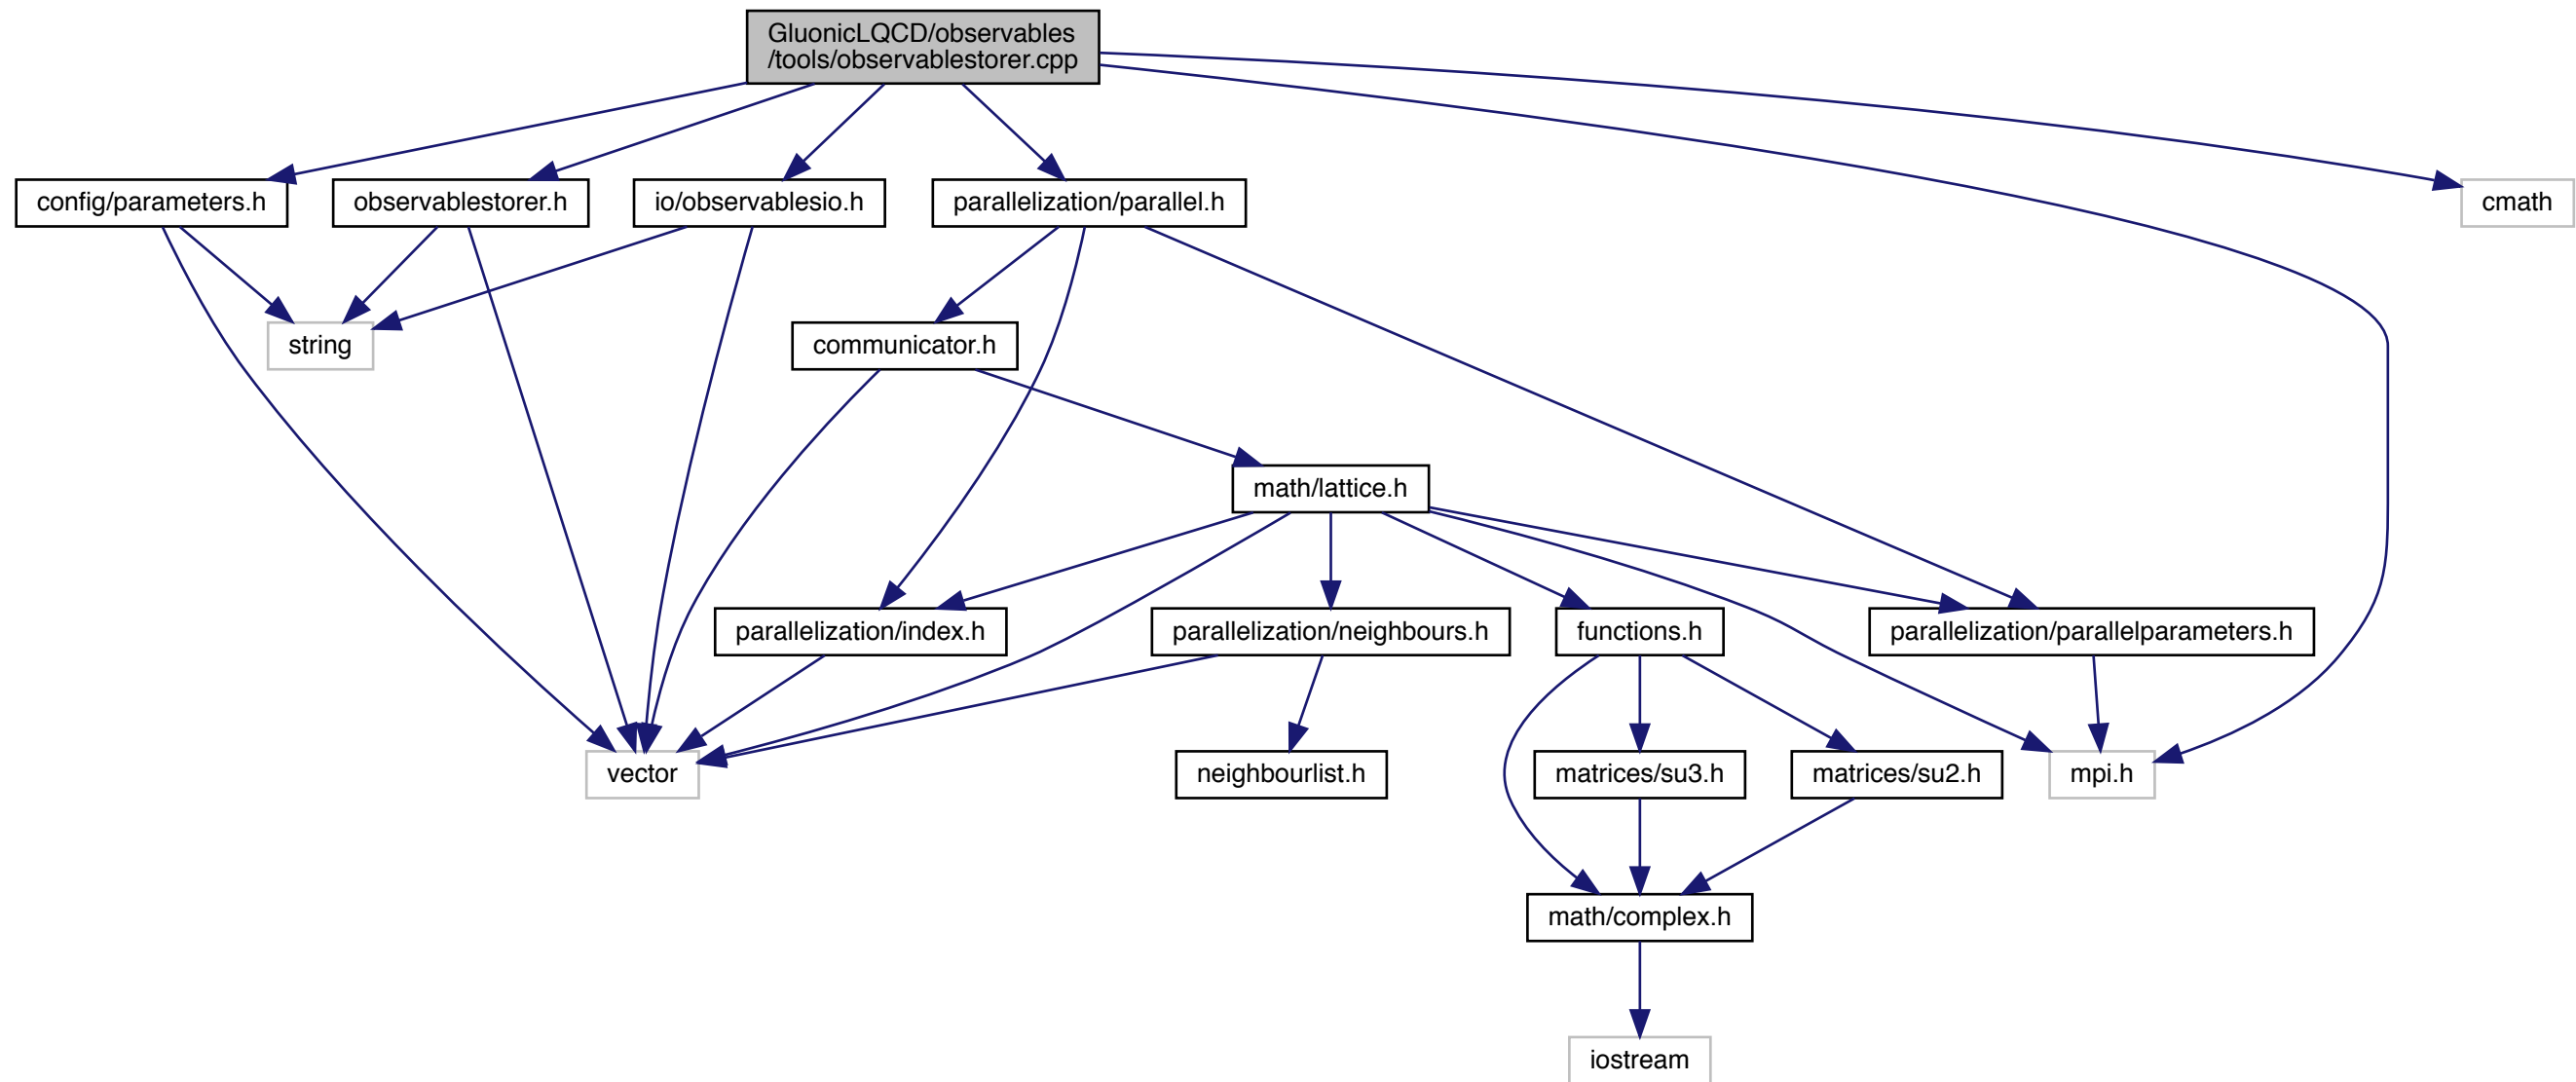 GluonicLQCD/observables
/tools/observablestorer.cpp
config/parameters.h
observablestorer.h
io/observablesio.h
parallelization/parallel.h
cmath
string
communicator.h
math/lattice.h
parallelization/index.h
parallelization/neighbours.h
functions.h
parallelization/parallelparameters.h
vector
neighbourlist.h
matrices/su3.h
matrices/su2.h
mpi.h
math/complex.h
iostream